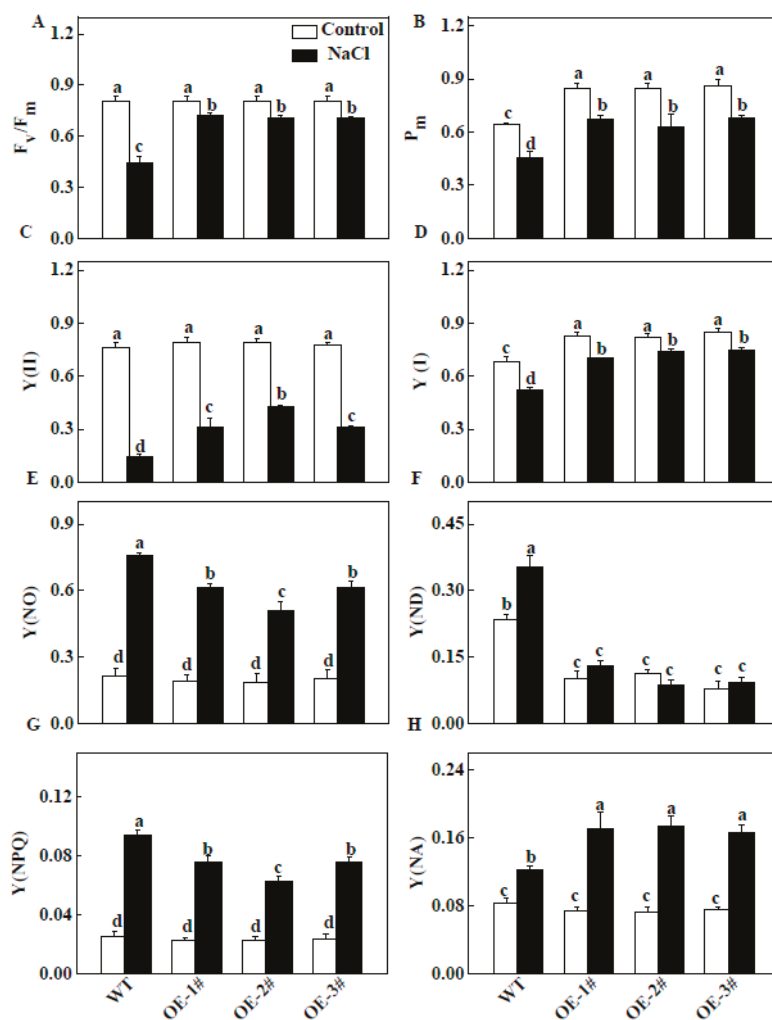 A
Control
NaCl
1.2
0.9
0.6
0.3
0.0
Fv/Fm
a a a a
c b b b
B
1.2
0.9
0.6
0.3
0.0
Pm
c a a a
d b b b
C
1.2
0.9
0.6
0.3
0.0
Y(II)
a a a a
d c b c
D
1.2
0.9
0.6
0.3
0.0
Y (I)
c a a a
d b b b
E
0.9
0.6
0.3
0.0
Y(NO)
a b c b
d d d d
F
0.45
0.30
0.15
0.00
Y(ND)
b a
c c c c c c
G
0.12
0.08
0.04
0.00
Y(NPQ)
a b c b
d d d d
WT OE-1# OE-2# OE-3#
H
0.24
0.16
0.08
0.00
Y(NA)
b a a a
c c c c
WT OE-1# OE-2# OE-3#